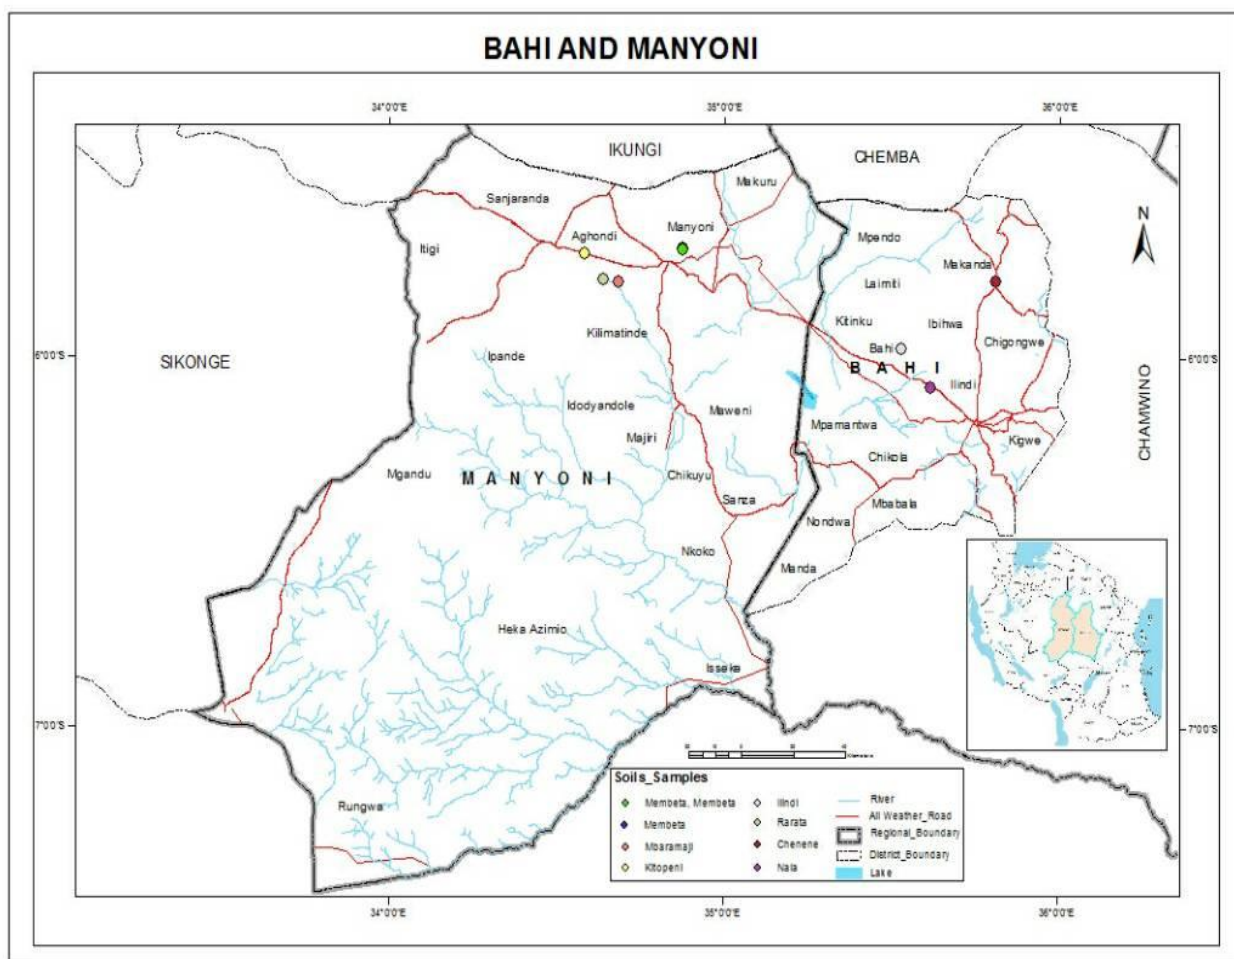 BAHI AND MANYONI
34°0'0"E
35°0'0"E
36°0'0"E
IKUNGI
CHEMBA
Makuru
Sanjaranda
Manyoni
N
Aghondi
Mpendo
Itigi
Makanda
Laimiti
Kitinku
Ibihwa
Kilimatinde
Chigongwe
Bahi
6°0'0"S
SIKONGE
Ipande
6°0'0"S
BAHI
Ilindi
CHAMWINO
Idodyandole
Maweni
Mpamantwa
Majiri
Kigwe
Chikola
Mgandu
MANYONI
Chikuyu
Sanza
Mbabala
Nondwa
Nkoko
Manda
Heka Azimio
Isseke
7°0'0"S
7°0'0"S
Rungwa
Soils_Samples
Membeta, Membeta
Membeta
Mbaramaji
Kitopeni
Ilindi
Rarata
Chenene
Nala
River
All Weather_Road
Regional_Boundary
District_Boundary
Lake
34°0'0"E
35°0'0"E
36°0'0"E